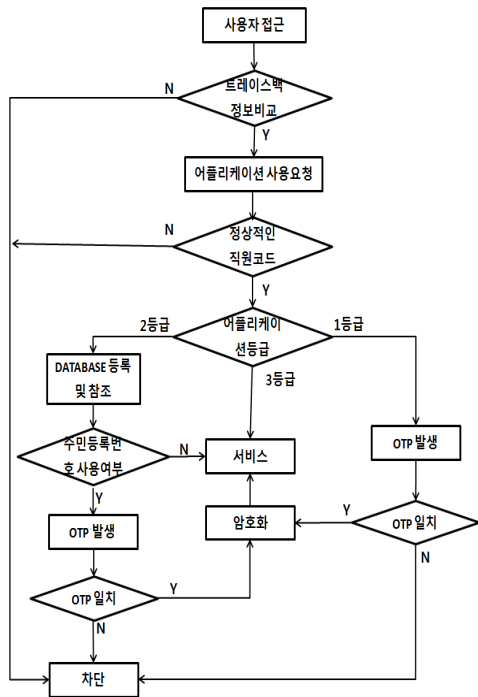 사용자 접근
트레이스백
정보비교
N
Y
어플리케이션 사용요청
정상적인
직원코드
N
Y
어플리케이
션등급
2등급
1등급
3등급
DATABASE 등록
및 참조
주민등록번
호 사용여부
N
Y
서비스
OTP 발생
OTP 발생
암호화
Y
OTP 일치
N
OTP 일치
Y
N
차단